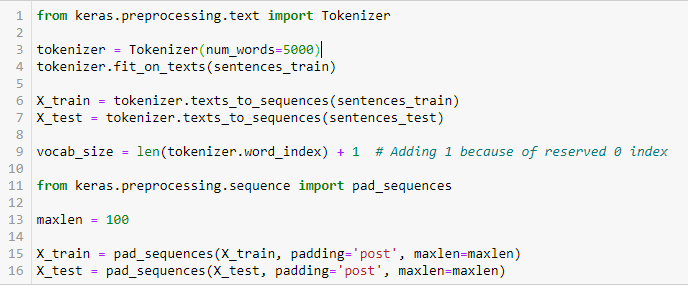 1 from keras.preprocessing.text import Tokenizer
2
3 tokenizer = Tokenizer(num_words=5000)
4 tokenizer.fit_on_texts(sentences_train)
5
6 X_train = tokenizer.texts_to_sequences(sentences_train)
7 X_test = tokenizer.texts_to_sequences(sentences_test)
8
9 vocab_size = len(tokenizer.word_index) + 1  # Adding 1 because of reserved 0 index
10
11 from keras.preprocessing.sequence import pad_sequences
12
13 maxlen = 100
14
15 X_train = pad_sequences(X_train, padding='post', maxlen=maxlen)
16 X_test = pad_sequences(X_test, padding='post', maxlen=maxlen)